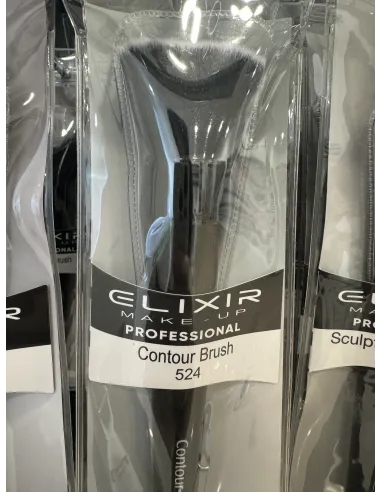 ELIXIR
MAKE-UP
PROFESSIONAL
Contour Brush
524
Contour